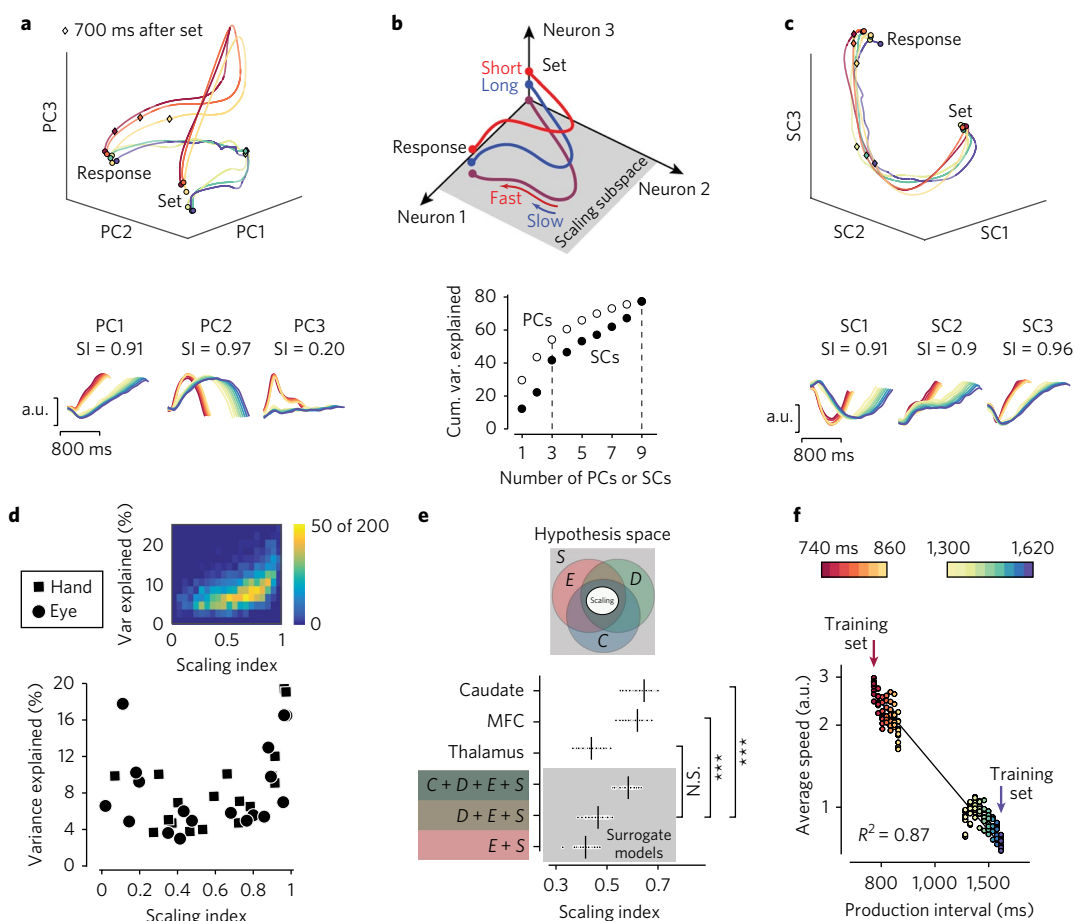 a
700 ms after set
PC3
Response
Set
PC2
PC1
PC1
SI = 0.91
PC2
SI = 0.97
PC3
SI = 0.20
a.u.
800 ms
b
Neuron 3
Short
Set
Long
Response
Neuron 1
Fast
Slow
Neuron 2
Scaling subspace
Cum. var. explained
80
60
40
20
0
PCs
SCs
1 3 5 7 9
Number of PCs or SCs
c
Response
Set
SC3
SC2
SC1
SC1
SI = 0.91
SC2
SI = 0.9
SC3
SI = 0.96
a.u.
800 ms
d
Hand
Eye
Var explained (%)
20
10
0
0 0.5 1
Scaling index
50 of 200
0
Variance explained (%)
20
16
12
8
4
0
0 0.2 0.4 0.6 0.8 1
Scaling index
e
Hypothesis space
S
E
D
Scaling
C
Caudate
MFC
Thalamus
C + D + E + S
D + E + S
E + S
N.S.
***
***
Surrogate
models
0.3 0.5 0.7
Scaling index
f
740 ms 860
1,300 1,620
Training
set
Training
set
Average speed (a.u.)
3
2
1
R² = 0.87
800 1,000 1,500
Production interval (ms)